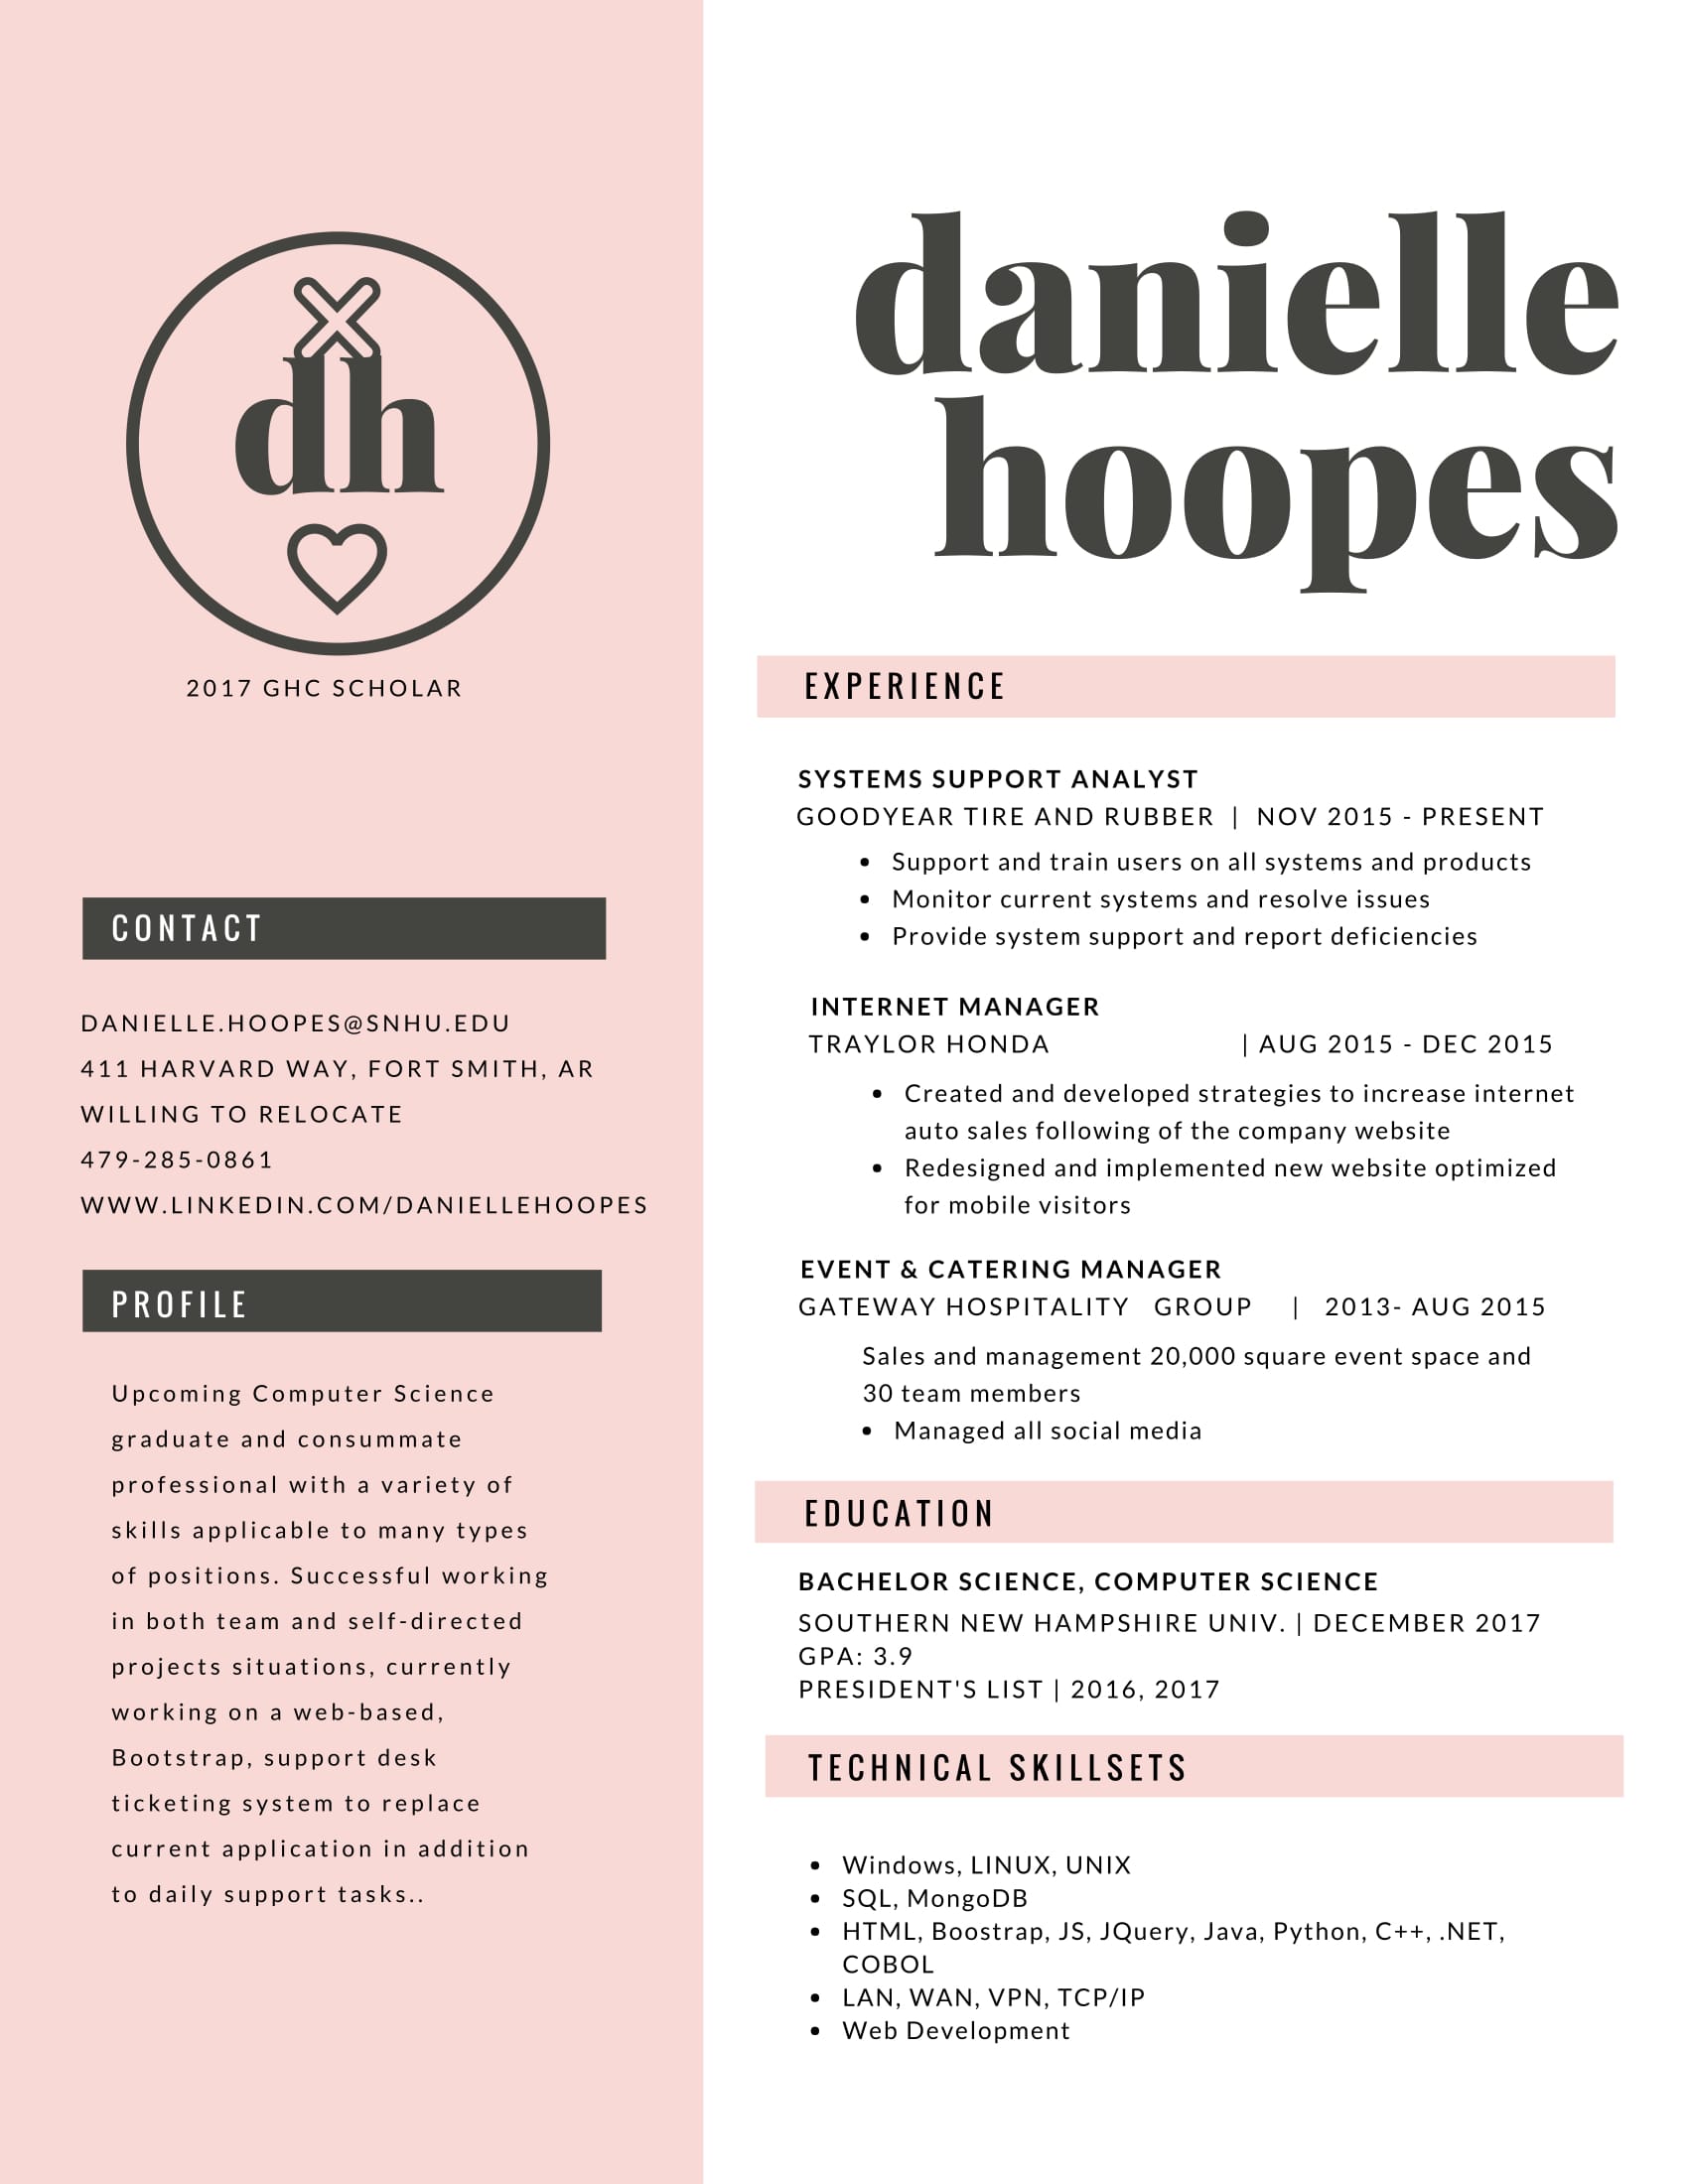 dh
2017 GHC SCHOLAR
CONTACT
DANIELLE.HOOPES@SNHU.EDU
411 HARVARD WAY, FORT SMITH, AR
WILLING TO RELOCATE
479-285-0861
WWW.LINKEDIN.COM/DANIELLEHOOPES
PROFILE
Upcoming Computer Science
graduate and consummate
professional with a variety of
skills applicable to many types
of positions. Successful working
in both team and self-directed
projects situations, currently
working on a web-based,
Bootstrap, support desk
ticketing system to replace
current application in addition
to daily support tasks..
danielle
hoopes
EXPERIENCE
SYSTEMS SUPPORT ANALYST
GOODYEAR TIRE AND RUBBER | NOV 2015 - PRESENT
• Support and train users on all systems and products
• Monitor current systems and resolve issues
• Provide system support and report deficiencies
INTERNET MANAGER
TRAYLOR HONDA | AUG 2015 - DEC 2015
• Created and developed strategies to increase internet
auto sales following of the company website
• Redesigned and implemented new website optimized
for mobile visitors
EVENT & CATERING MANAGER
GATEWAY HOSPITALITY GROUP | 2013- AUG 2015
Sales and management 20,000 square event space and
30 team members
• Managed all social media
EDUCATION
BACHELOR SCIENCE, COMPUTER SCIENCE
SOUTHERN NEW HAMPSHIRE UNIV. | DECEMBER 2017
GPA: 3.9
PRESIDENT'S LIST | 2016, 2017
TECHNICAL SKILLSETS
• Windows, LINUX, UNIX
• SQL, MongoDB
• HTML, Boostrap, JS, JQuery, Java, Python, C++, .NET,
COBOL
• LAN, WAN, VPN, TCP/IP
• Web Development